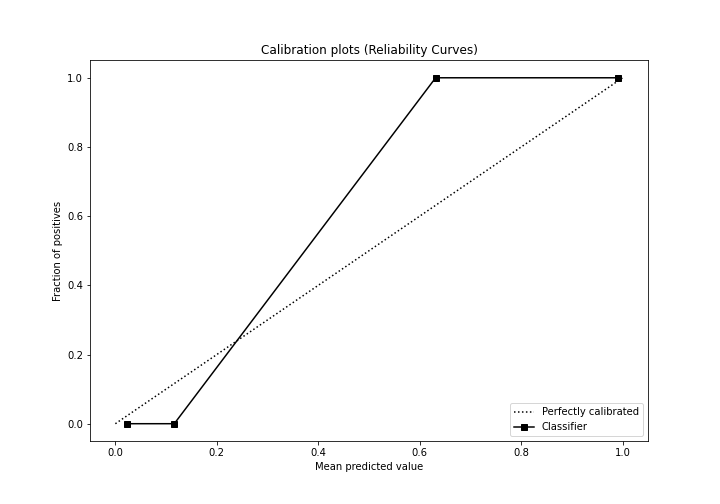 Calibration plots (Reliability Curves)
Fraction of positives
1.0
0.8
0.6
0.4
0.2
0.0
0.0 0.2 0.4 0.6 0.8 1.0
Mean predicted value
Perfectly calibrated
Classifier